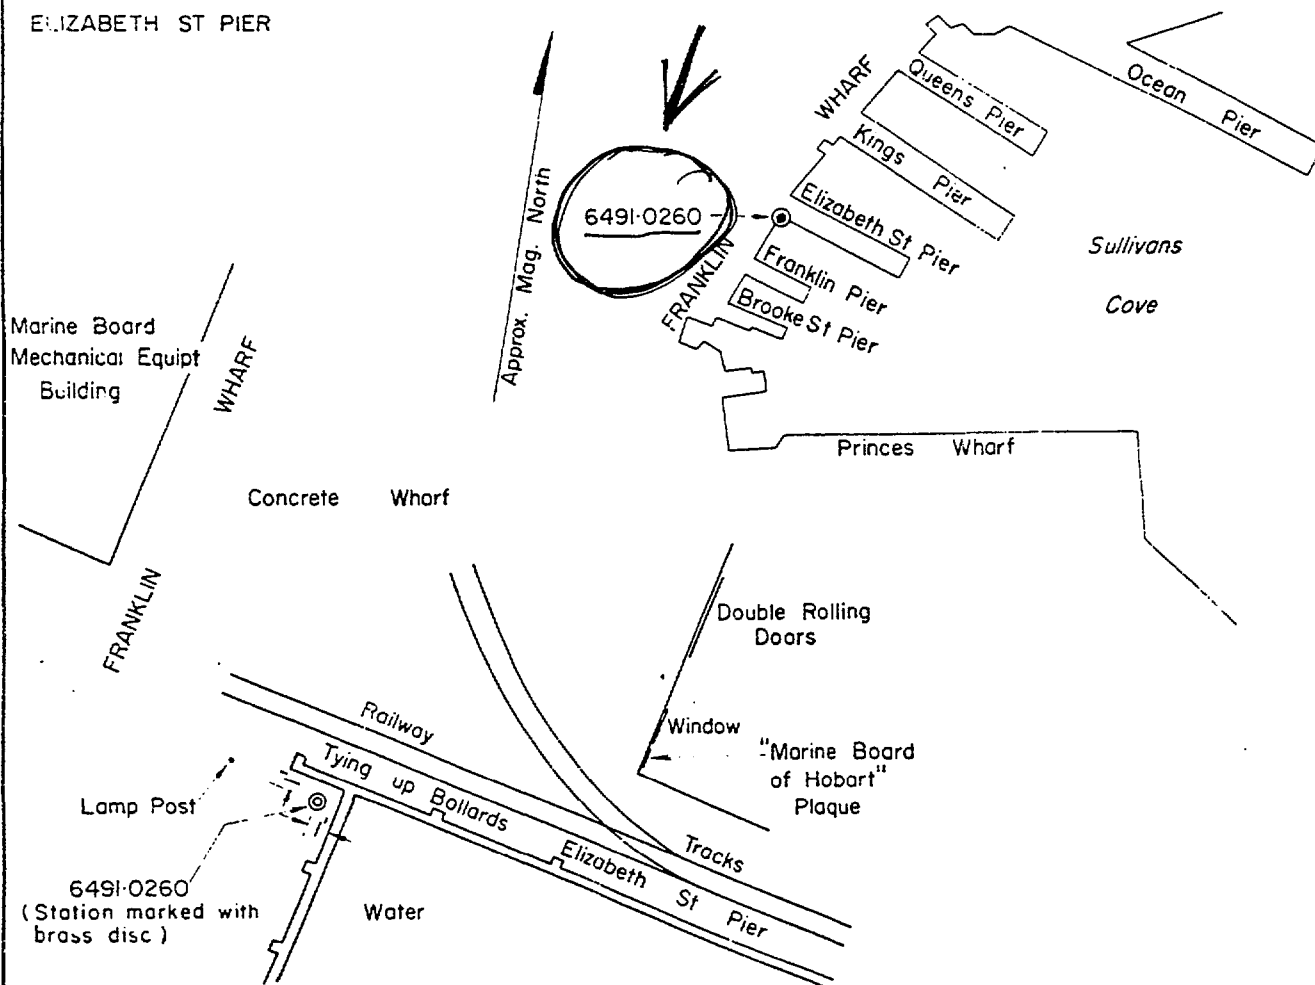 ELIZABETH ST PIER
Approx. Mag. North
6491·0260
WHARF
FRANKLIN
Ocean Pier
Queens Pier
Kings Pier
Elizabeth St Pier
Franklin Pier
Brooke St Pier
Sullivans
Cove
Princes Wharf
Marine Board
Mechanical Equipt
Building
WHARF
FRANKLIN
Concrete Wharf
Double Rolling
Doors
Window
"Marine Board
of Hobart"
Plaque
Railway Tracks
Tying up Bollards
Elizabeth St Pier
Lamp Post
6491·0260
(Station marked with
brass disc)
Water